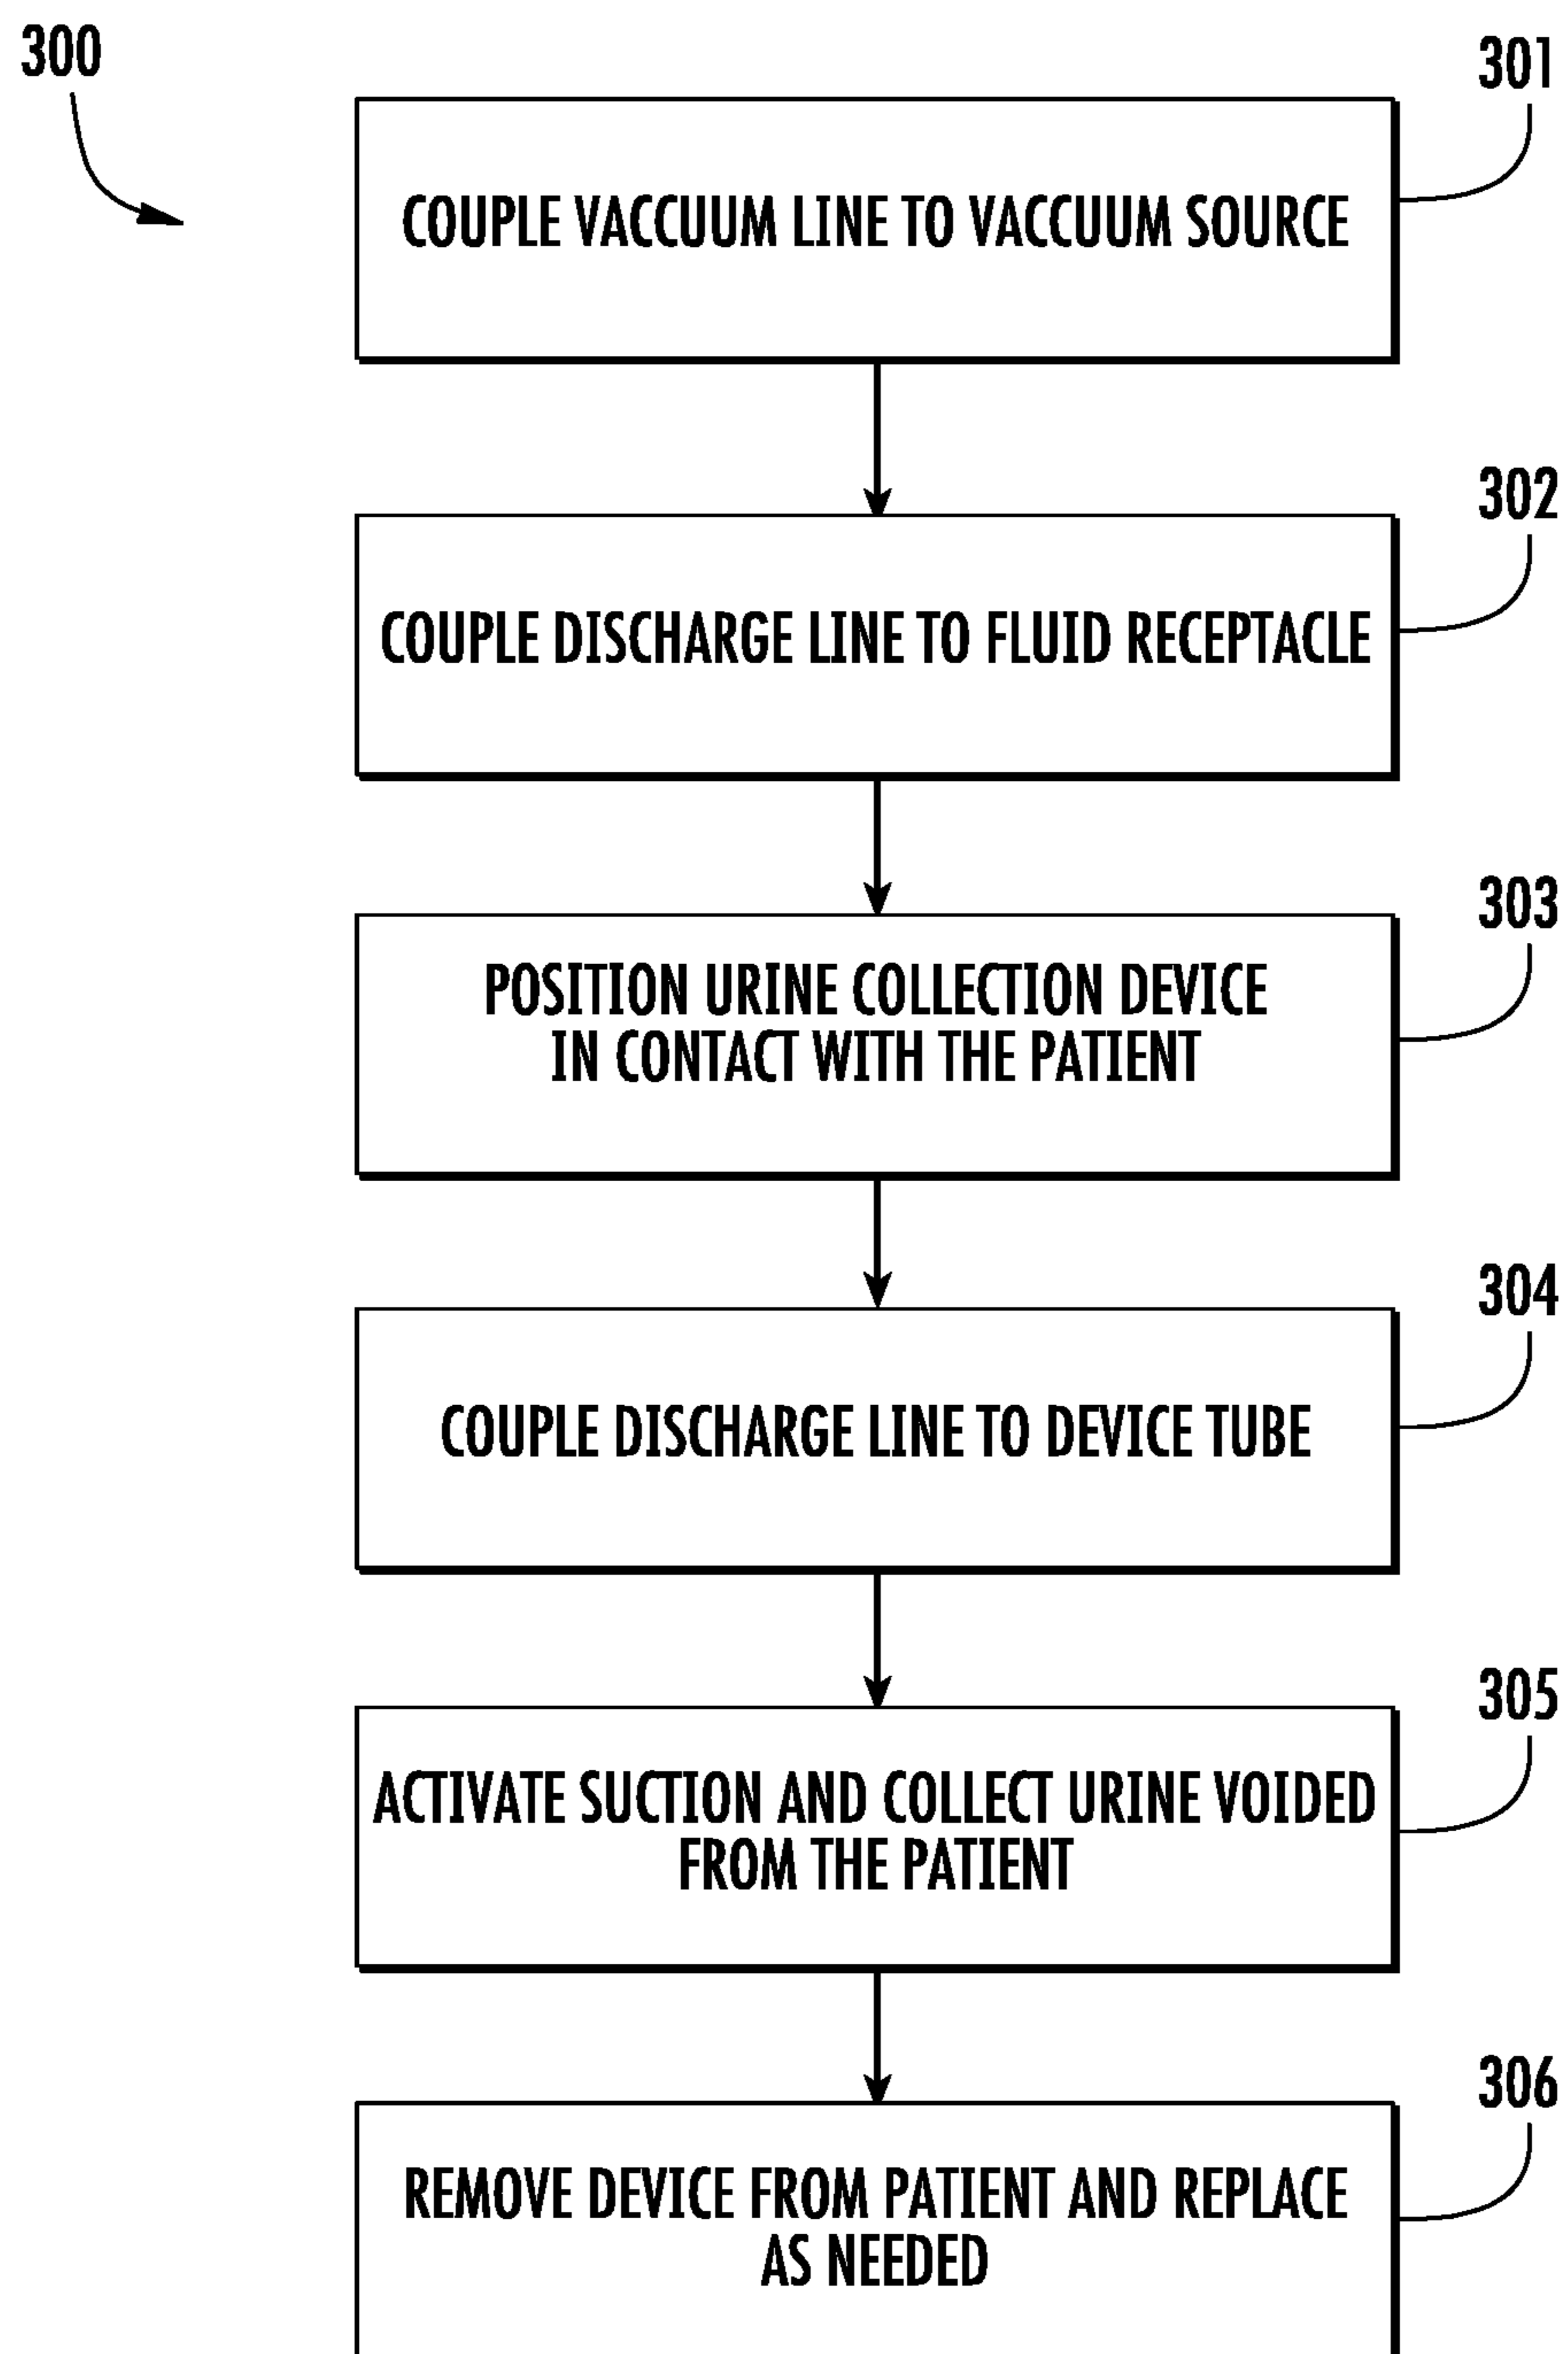 300
301
COUPLE VACCUUM LINE TO VACCUUM SOURCE
302
COUPLE DISCHARGE LINE TO FLUID RECEPTACLE
303
POSITION URINE COLLECTION DEVICE
IN CONTACT WITH THE PATIENT
304
COUPLE DISCHARGE LINE TO DEVICE TUBE
305
ACTIVATE SUCTION AND COLLECT URINE VOIDED
FROM THE PATIENT
306
REMOVE DEVICE FROM PATIENT AND REPLACE
AS NEEDED